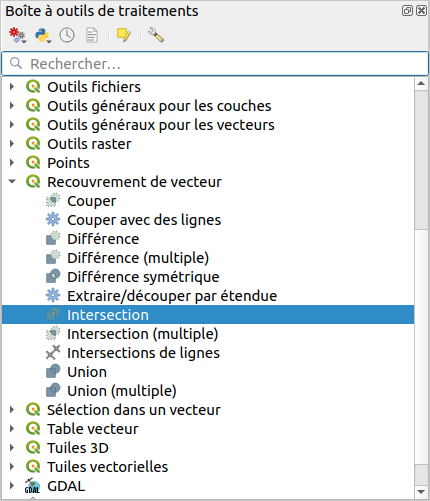 Boîte à outils de traitements
Rechercher…
Outils fichiers
Outils généraux pour les couches
Outils généraux pour les vecteurs
Outils raster
Points
Recouvrement de vecteur
Couper
Couper avec des lignes
Différence
Différence (multiple)
Différence symétrique
Extraire/découper par étendue
Intersection
Intersection (multiple)
Intersections de lignes
Union
Union (multiple)
Sélection dans un vecteur
Table vecteur
Tuiles 3D
Tuiles vectorielles
GDAL GDAL